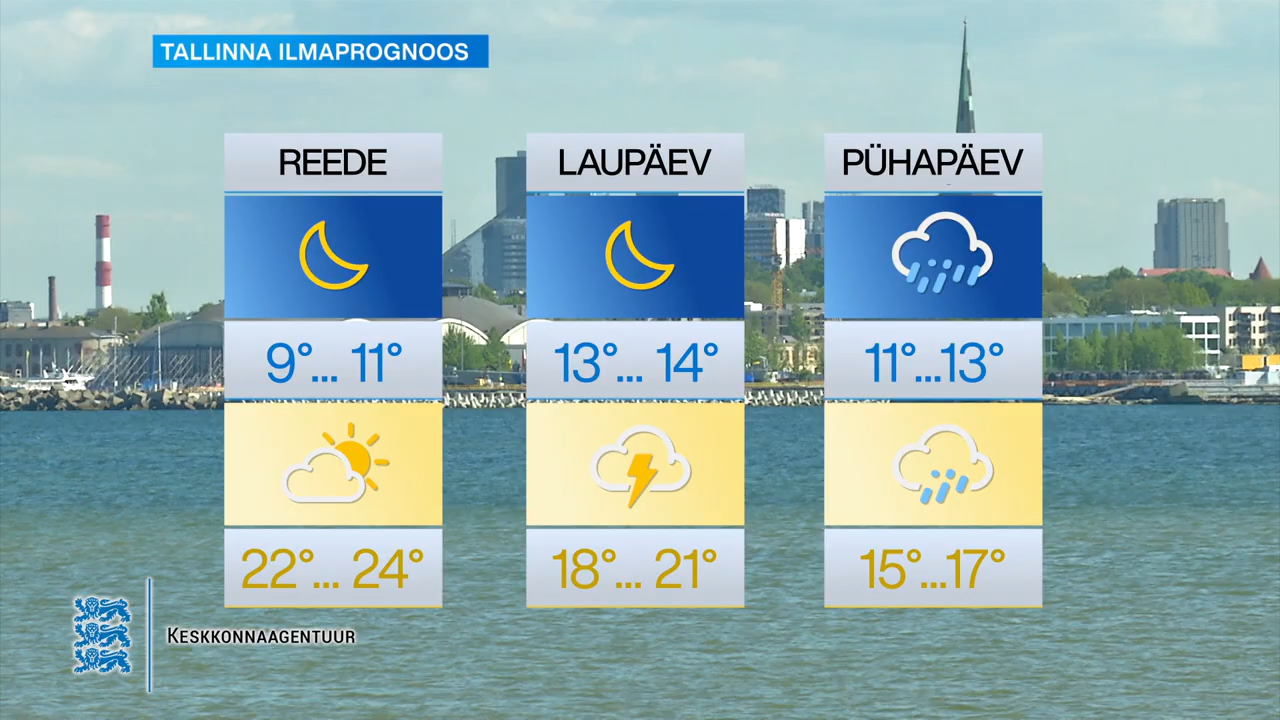 TALLINNA ILMAPROGNOOS
REEDE
9°... 11°
22°... 24°
LAUPÄEV
13°... 14°
18°... 21°
PÜHAPÄEV
11°...13°
15°...17°
KESKKONNAAGENTUUR